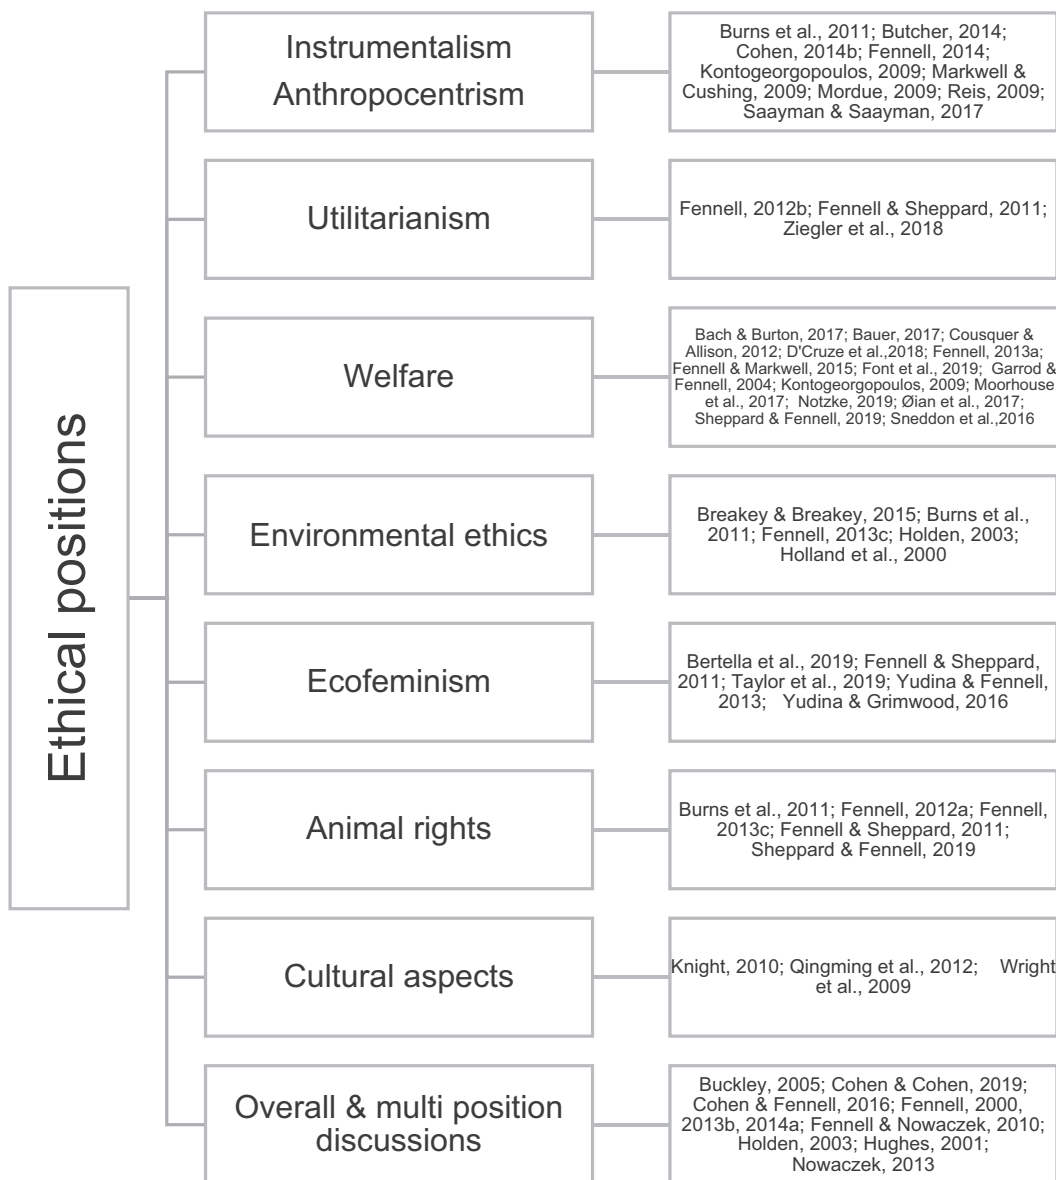 Ethical positions
Instrumentalism
Anthropocentrism
Burns et al., 2011; Butcher, 2014;
Cohen, 2014b; Fennell, 2014;
Kontogeorgopoulos, 2009; Markwell &
Cushing, 2009; Mordue, 2009; Reis, 2009;
Saayman & Saayman, 2017
Utilitarianism
Fennell, 2012b; Fennell & Sheppard, 2011;
Ziegler et al., 2018
Welfare
Bach & Burton, 2017; Bauer, 2017; Cousquer &
Allison, 2012; D'Cruze et al.,2018; Fennell, 2013a;
Fennell & Markwell, 2015; Font et al., 2019; Garrod &
Fennell, 2004; Kontogeorgopoulos, 2009; Moorhouse
et al., 2017; Notzke, 2019; Øian et al., 2017;
Sheppard & Fennell, 2019; Sneddon et al.,2016
Environmental ethics
Breakey & Breakey, 2015; Burns et al.,
2011; Fennell, 2013c; Holden, 2003;
Holland et al., 2000
Ecofeminism
Bertella et al., 2019; Fennell & Sheppard,
2011; Taylor et al., 2019; Yudina & Fennell,
2013; Yudina & Grimwood, 2016
Animal rights
Burns et al., 2011; Fennell, 2012a; Fennell,
2013c; Fennell & Sheppard, 2011;
Sheppard & Fennell, 2019
Cultural aspects
Knight, 2010; Qingming et al., 2012; Wright
et al., 2009
Overall & multi position
discussions
Buckley, 2005; Cohen & Cohen, 2019;
Cohen & Fennell, 2016; Fennell, 2000,
2013b, 2014a; Fennell & Nowaczek, 2010;
Holden, 2003; Hughes, 2001;
Nowaczek, 2013